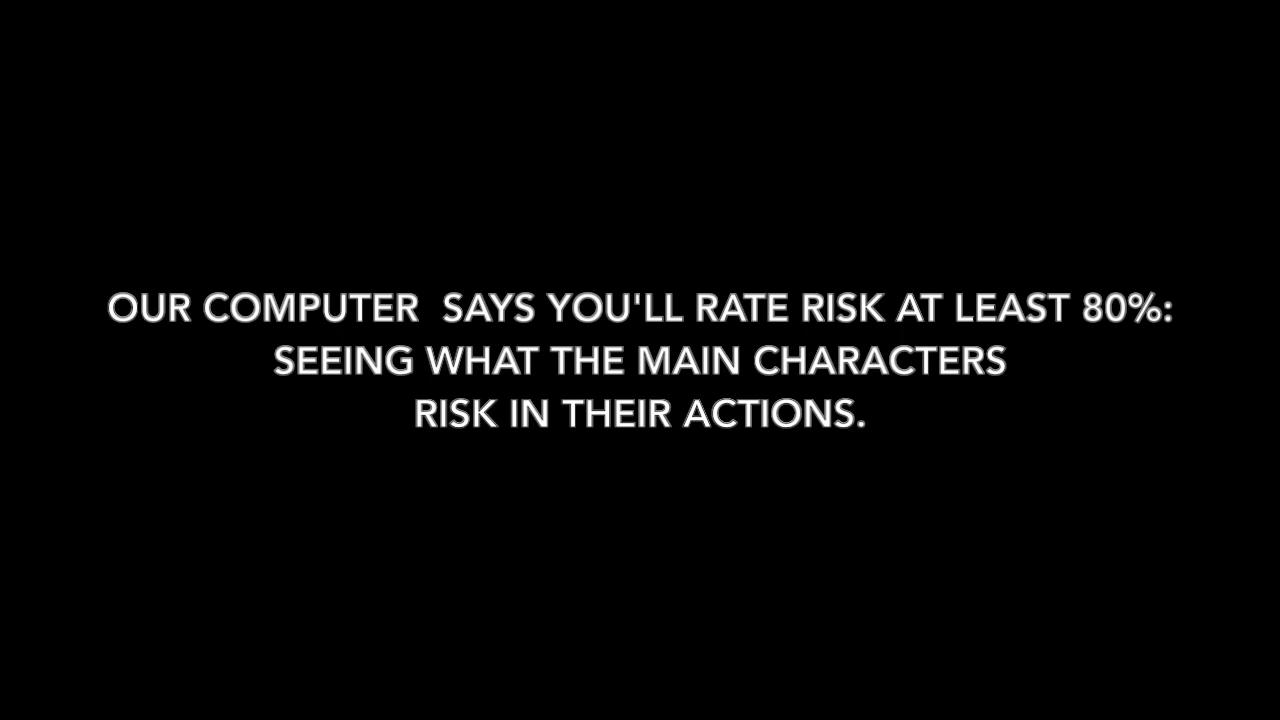 OUR COMPUTER  SAYS YOU'LL RATE RISK AT LEAST 80%:
SEEING WHAT THE MAIN CHARACTERS
RISK IN THEIR ACTIONS.